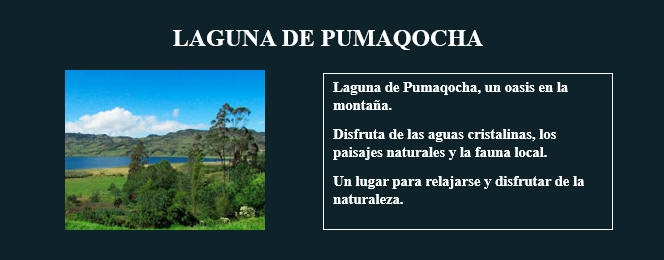 LAGUNA DE PUMAQOCHA
Laguna de Pumaqocha, un oasis en la
montaña.
Disfruta de las aguas cristalinas, los
paisajes naturales y la fauna local.
Un lugar para relajarse y disfrutar de la
naturaleza.